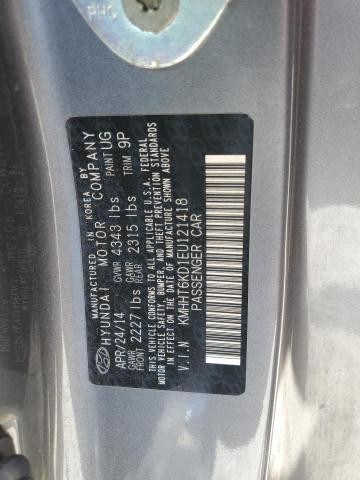 PHC
MANUFACTURED IN KOREA BY
HYUNDAI MOTOR COMPANY
APR/24/14 GVWR 4343 lbs PAINT UG
GAWR FRONT 2227 lbs GAWR REAR 2315 lbs TRIM 9P
THIS VEHICLE CONFORMS TO ALL APPLICABLE U.S.A. FEDERAL
MOTOR VEHICLE SAFETY, BUMPER, AND THEFT PREVENTION
STANDARDS IN EFFECT ON THE DATE OF MANUFACTURE SHOWN ABOVE.
V.I.N KMHHT6KD1EU121418
PASSENGER CAR